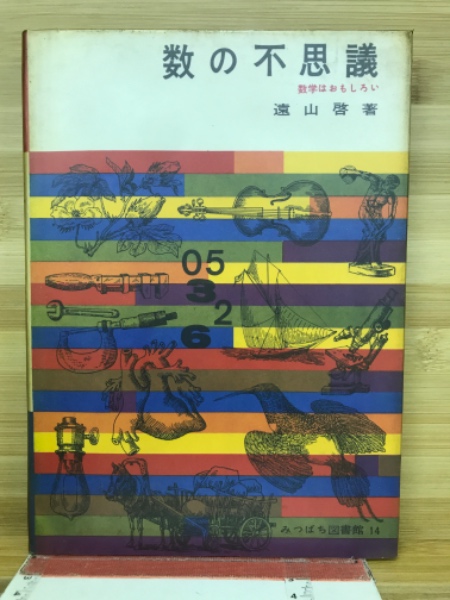 数の不思議
数学はおもしろい
遠山啓著
05
3
2
6
みつばち図書館 14